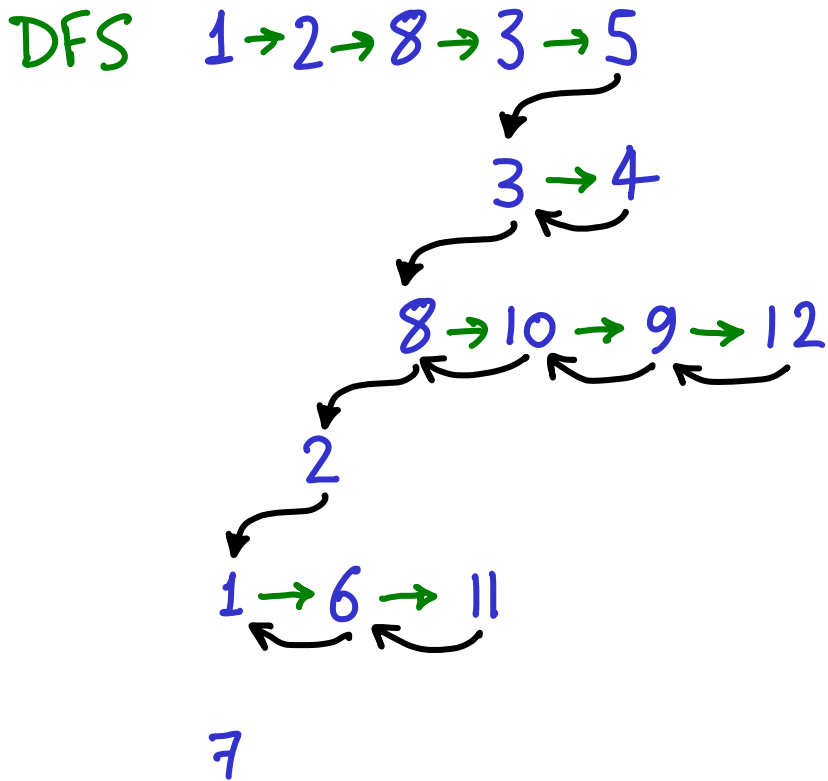 DFS 1 → 2 → 8 → 3 → 5
3 → 4
8 → 10 → 9 → 12
2
1 → 6 → 11
7